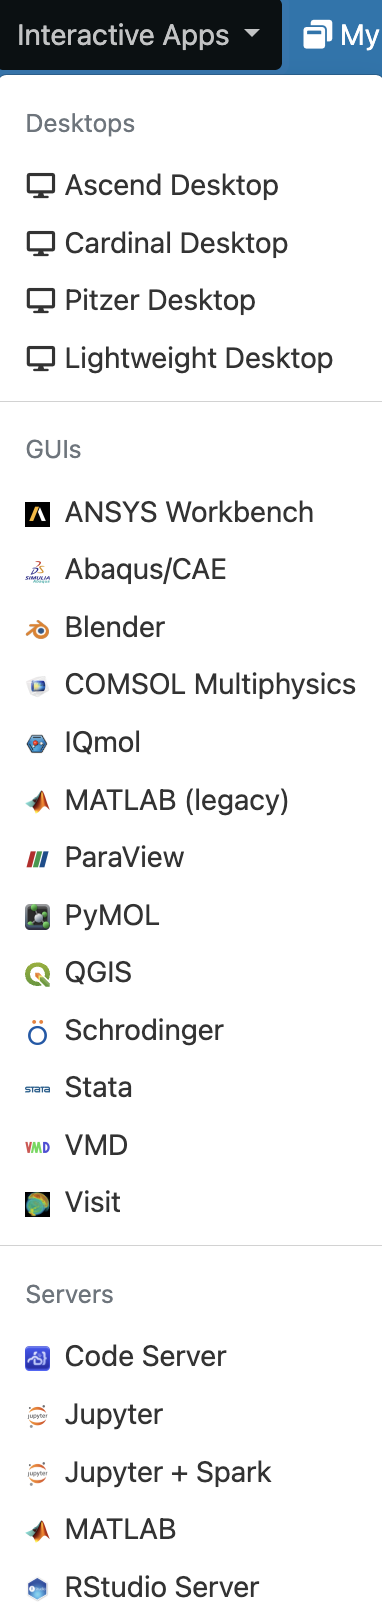 Interactive Apps
My
Desktops
Ascend Desktop
Cardinal Desktop
Pitzer Desktop
Lightweight Desktop
GUIs
ANSYS Workbench
Abaqus/CAE
Blender
COMSOL Multiphysics
IQmol
MATLAB (legacy)
ParaView
PyMOL
QGIS
Schrodinger
Stata
VMD
Visit
Servers
Code Server
Jupyter
Jupyter + Spark
MATLAB
RStudio Server